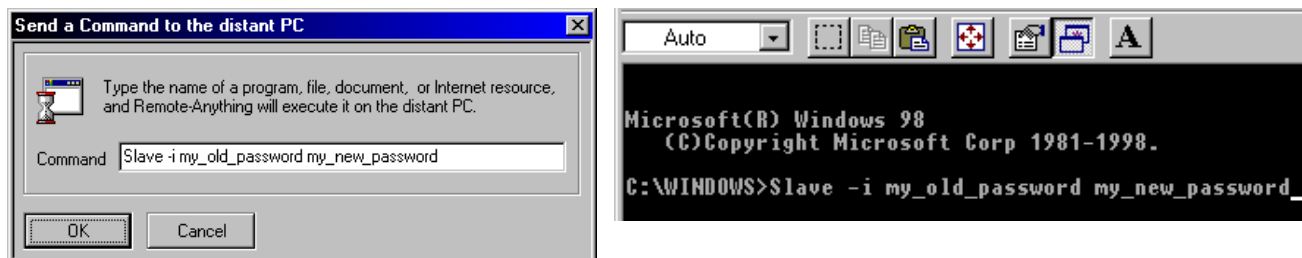 Send a Command to the distant PC
Type the name of a program, file, document, or Internet resource,
and Remote-Anything will execute it on the distant PC.
Command Slave -i my_old_password my_new_password
OK Cancel
Auto A
Microsoft(R) Windows 98
(C)Copyright Microsoft Corp 1981-1998.
C:\WINDOWS>Slave -i my_old_password my_new_password_